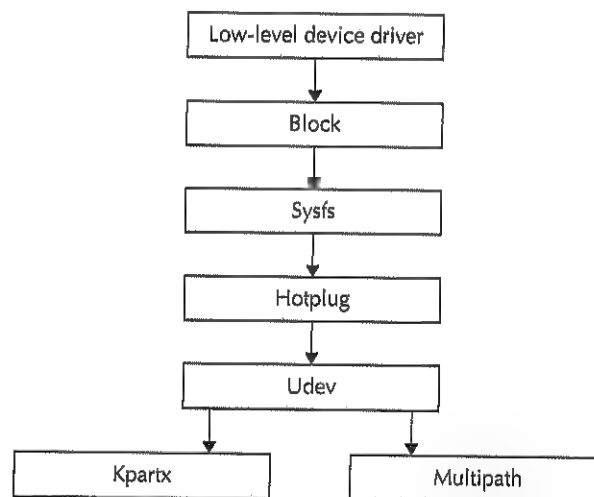 Low-level device driver
Block
Sysfs
Hotplug
Udev
Kpartx
Multipath